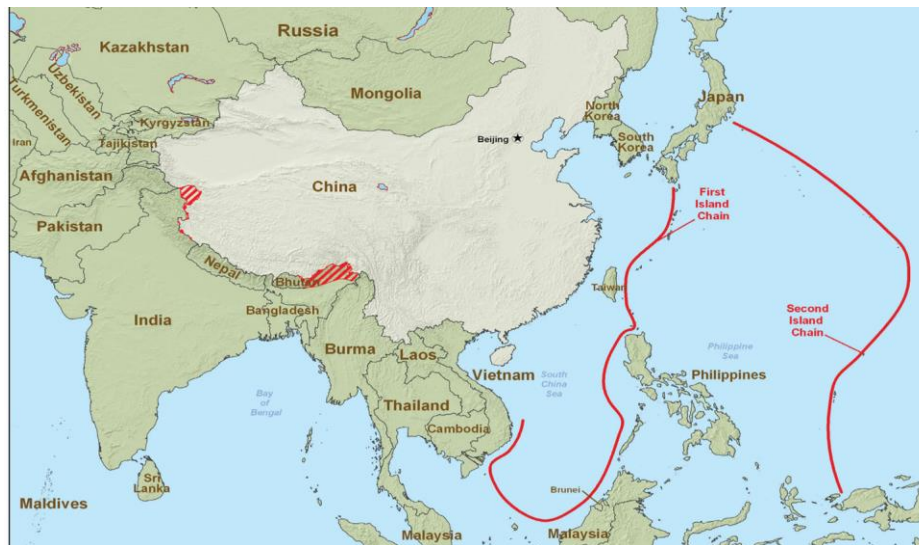 Russia
Kazakhstan
Mongolia
Uzbekistan
Turkmenistan
Kyrgyzstan
Tajikistan
Iran
Afghanistan
Pakistan
China
Beijing
North
Korea
South
Korea
Japan
First
Island
Chain
Nepal
Bhutan
Bangladesh
India
Burma
Laos
Vietnam
Thailand
Cambodia
Taiwan
South
China
Sea
Philippine
Sea
Philippines
Second
Island
Chain
Bay
of
Bengal
Sri
Lanka
Maldives
Malaysia
Brunei
Malaysia